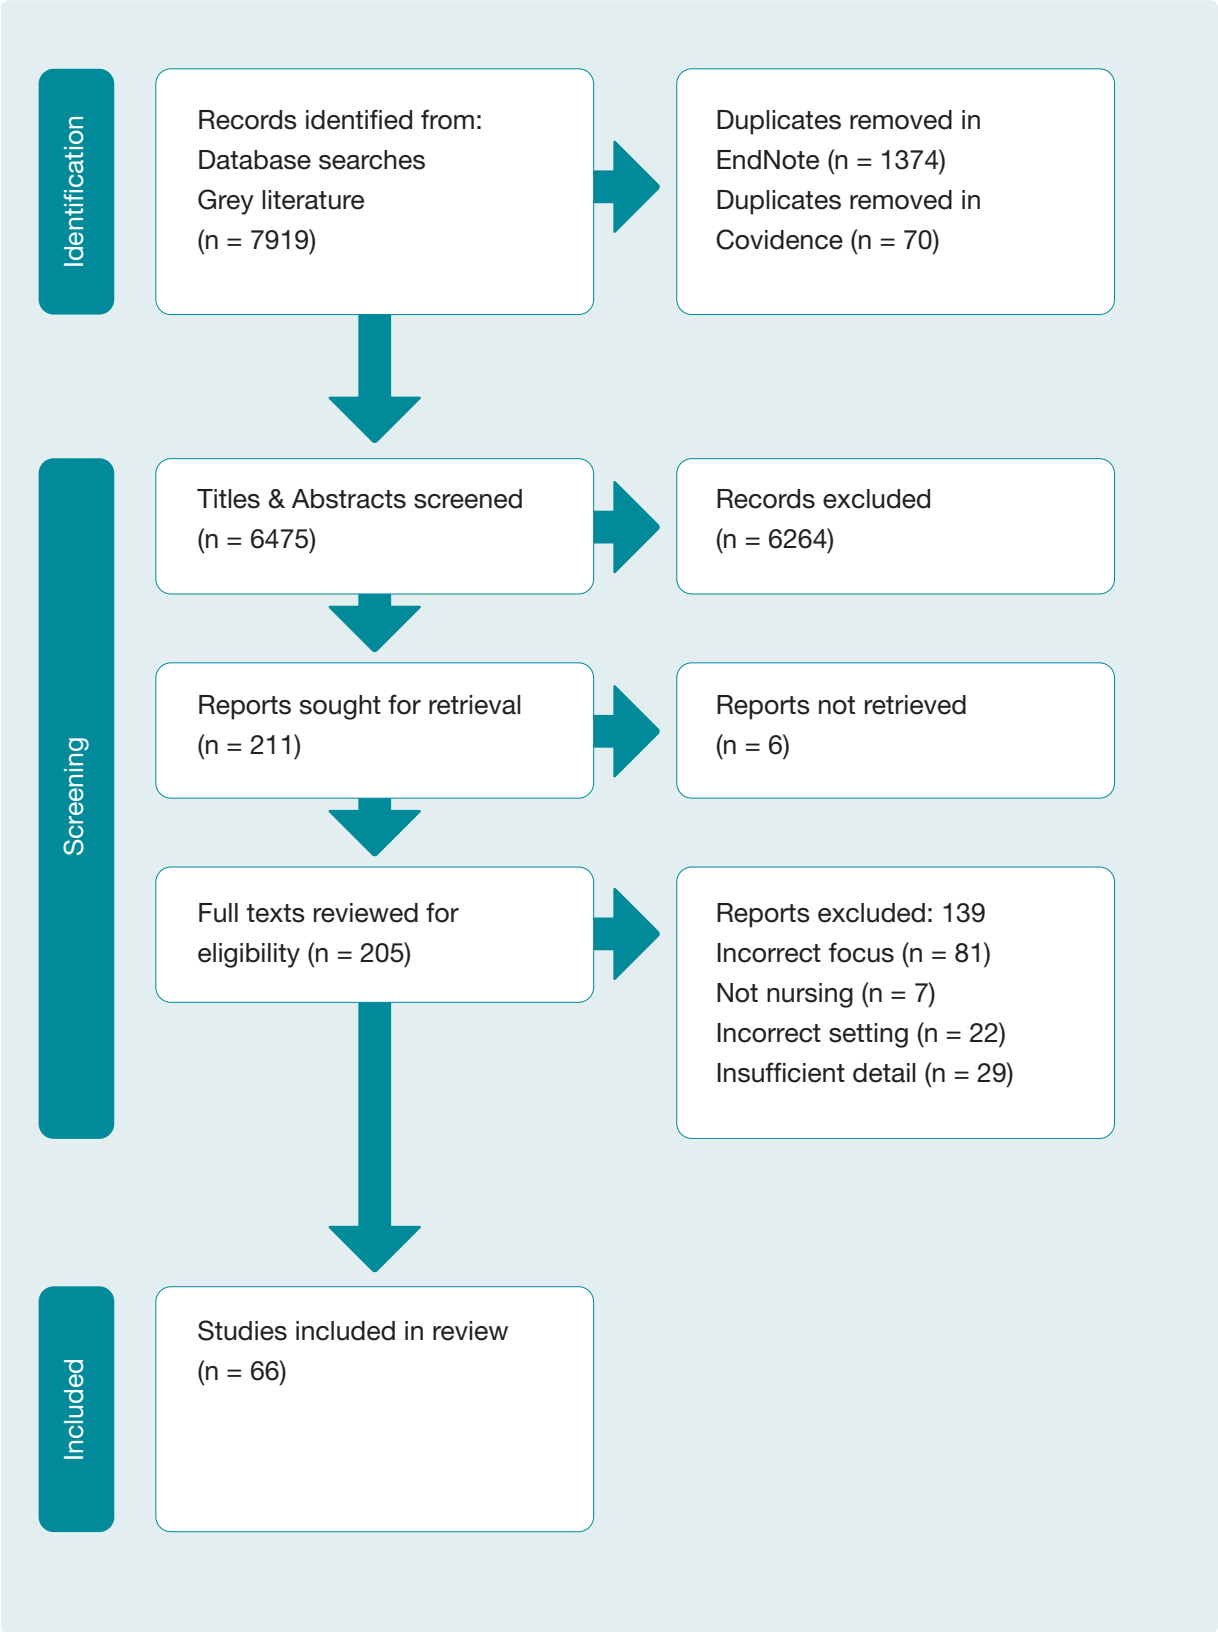 Identification
Records identified from:
Database searches
Grey literature
(n = 7919)
Duplicates removed in
EndNote (n = 1374)
Duplicates removed in
Covidence (n = 70)
Screening
Titles & Abstracts screened
(n = 6475)
Records excluded
(n = 6264)
Reports sought for retrieval
(n = 211)
Reports not retrieved
(n = 6)
Full texts reviewed for
eligibility (n = 205)
Reports excluded: 139
Incorrect focus (n = 81)
Not nursing (n = 7)
Incorrect setting (n = 22)
Insufficient detail (n = 29)
Included
Studies included in review
(n = 66)